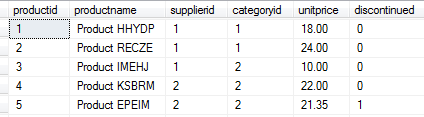 productid productname supplierid categoryid unitprice discontinued
1 Product HHYDP 1 1 18.00 0
2 Product RECZE 1 1 24.00 0
3 Product IMEHJ 1 2 10.00 0
4 Product KSBRM 2 2 22.00 0
5 Product EPEIM 2 2 21.35 1